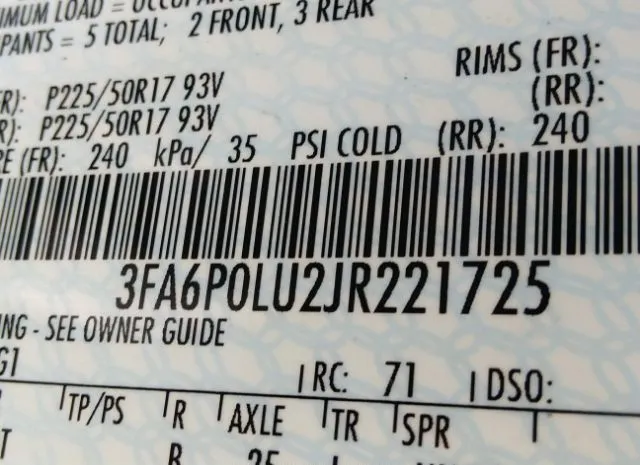 IMUM LOAD = OCCUPAN
PANTS = 5 TOTAL; 2 FRONT, 3 REAR
RIMS (FR):
R): P225/50R17 93V
(RR):
R): P225/50R17 93V
RE (FR): 240 kPa/ 35 PSI COLD (RR): 240
3FA6P0LU2JR221725
NG - SEE OWNER GUIDE
G1
RC: 71 DSO:
TP/PS R AXLE TR SPR
T R